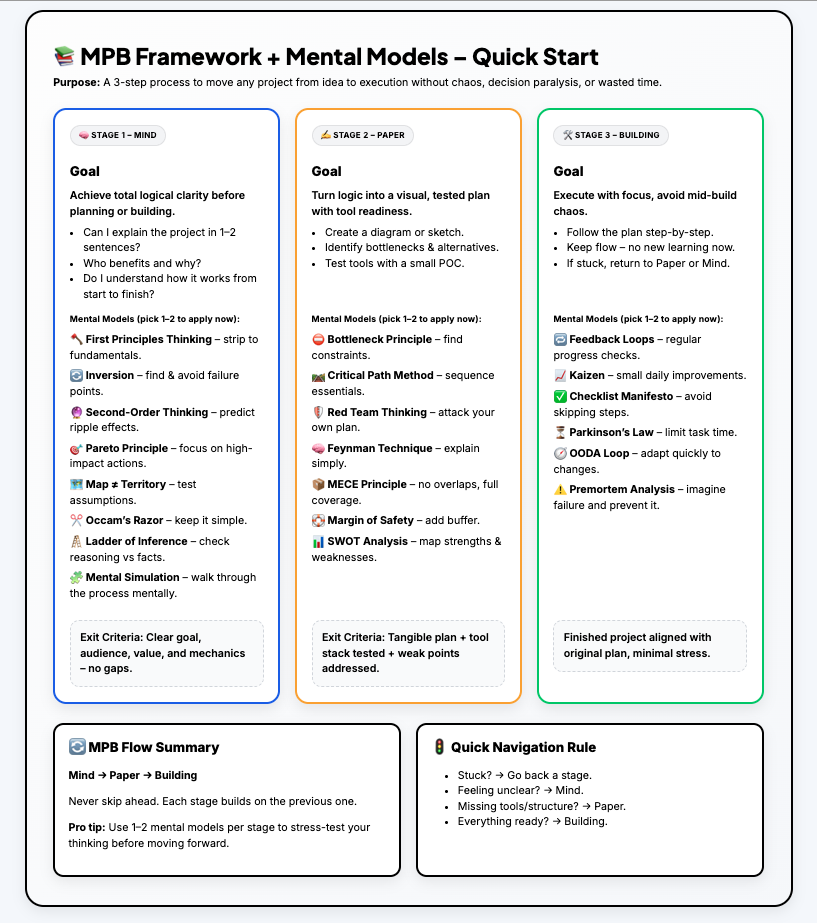 📚 MPB Framework + Mental Models – Quick Start
Purpose: A 3-step process to move any project from idea to execution without chaos, decision paralysis, or wasted time.
🧠 STAGE 1 – MIND
Goal
Achieve total logical clarity before
planning or building.
• Can I explain the project in 1–2
sentences?
• Who benefits and why?
• Do I understand how it works from
start to finish?
Mental Models (pick 1–2 to apply now):
🪓 First Principles Thinking – strip to
fundamentals.
🔄 Inversion – find & avoid failure
points.
🔮 Second-Order Thinking – predict
ripple effects.
🎯 Pareto Principle – focus on high-
impact actions.
🗺️ Map ≠ Territory – test
assumptions.
✂️ Occam’s Razor – keep it simple.
🪜 Ladder of Inference – check
reasoning vs facts.
🧩 Mental Simulation – walk through
the process mentally.
Exit Criteria: Clear goal,
audience, value, and mechanics
– no gaps.
✍️ STAGE 2 – PAPER
Goal
Turn logic into a visual, tested plan
with tool readiness.
• Create a diagram or sketch.
• Identify bottlenecks & alternatives.
• Test tools with a small POC.
Mental Models (pick 1–2 to apply now):
⛔ Bottleneck Principle – find
constraints.
🛤️ Critical Path Method – sequence
essentials.
🛡️ Red Team Thinking – attack your
own plan.
🧠 Feynman Technique – explain
simply.
📦 MECE Principle – no overlaps, full
coverage.
🛟 Margin of Safety – add buffer.
📊 SWOT Analysis – map strengths &
weaknesses.
Exit Criteria: Tangible plan + tool
stack tested + weak points
addressed.
🛠️ STAGE 3 – BUILDING
Goal
Execute with focus, avoid mid-build
chaos.
• Follow the plan step-by-step.
• Keep flow – no new learning now.
• If stuck, return to Paper or Mind.
Mental Models (pick 1–2 to apply now):
🔁 Feedback Loops – regular
progress checks.
📈 Kaizen – small daily improvements.
✅ Checklist Manifesto – avoid
skipping steps.
⏳ Parkinson’s Law – limit task time.
🧭 OODA Loop – adapt quickly to
changes.
⚠️ Premortem Analysis – imagine
failure and prevent it.
Finished project aligned with
original plan, minimal stress.
🔄 MPB Flow Summary
Mind → Paper → Building
Never skip ahead. Each stage builds on the previous one.
Pro tip: Use 1–2 mental models per stage to stress-test your
thinking before moving forward.
🚦 Quick Navigation Rule
• Stuck? → Go back a stage.
• Feeling unclear? → Mind.
• Missing tools/structure? → Paper.
• Everything ready? → Building.